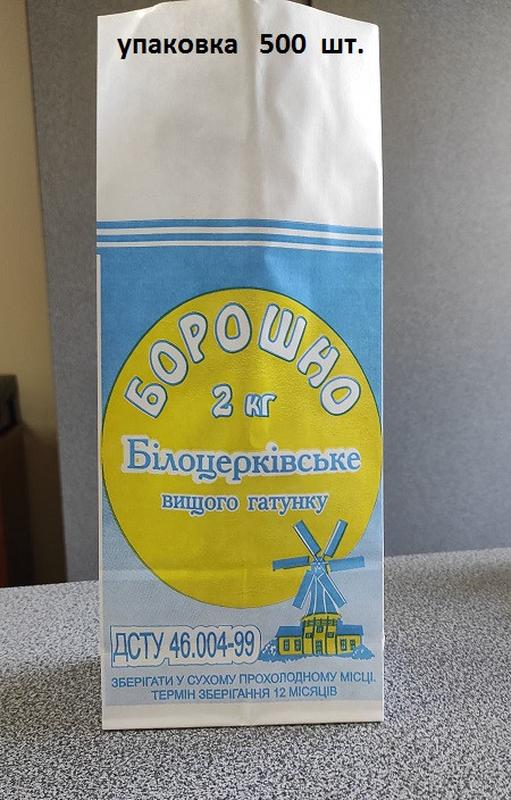 упаковка 500 шт.
БОРОШНО
2 кг
Білоцерківське
вищого гатунку
ДСТУ 46.004-99
ЗБЕРІГАТИ У СУХОМУ ПРОХОЛОДНОМУ МІСЦІ.
ТЕРМІН ЗБЕРІГАННЯ 12 МІСЯЦІВ